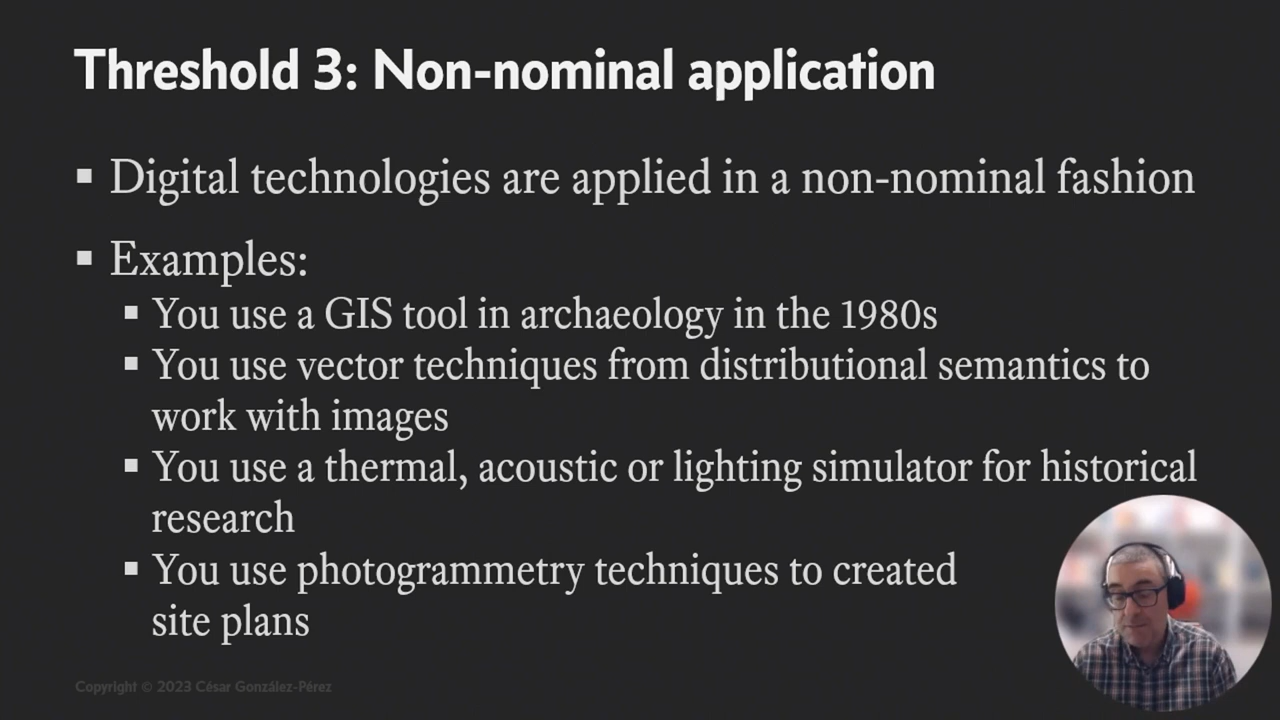 Threshold 3: Non-nominal application
▪ Digital technologies are applied in a non-nominal fashion
▪ Examples:
▪ You use a GIS tool in archaeology in the 1980s
▪ You use vector techniques from distributional semantics to
work with images
▪ You use a thermal, acoustic or lighting simulator for historical
research
▪ You use photogrammetry techniques to created
site plans
Copyright © 2023 César González-Pérez